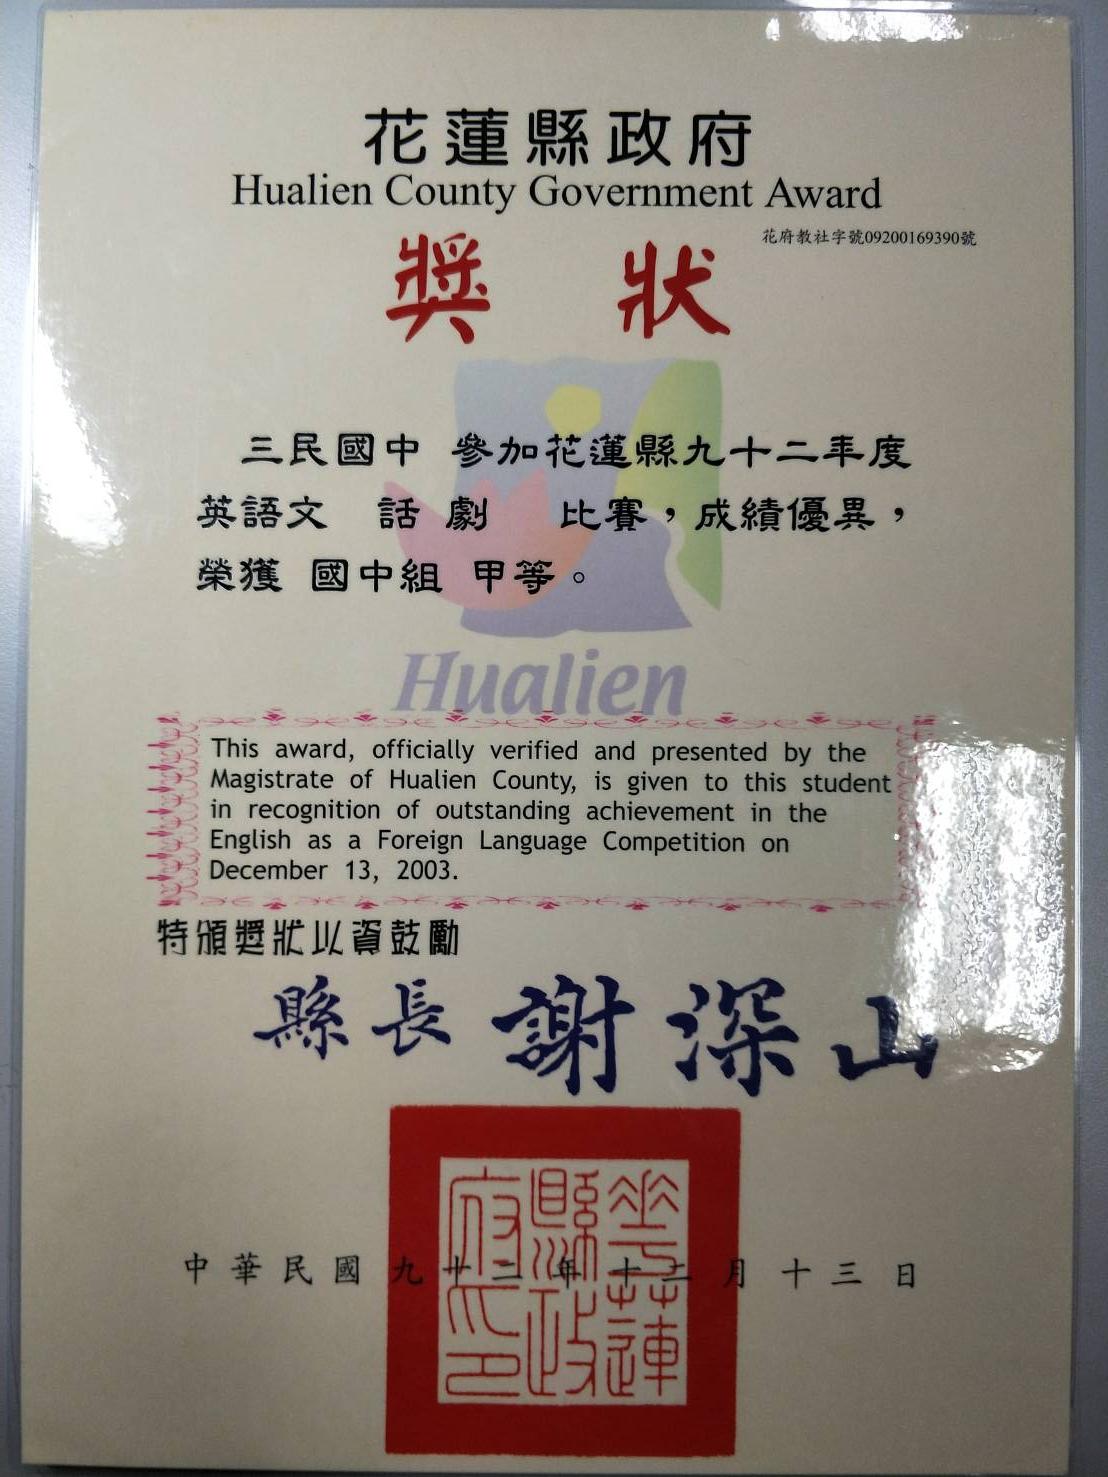 花蓮縣政府
Hualien County Government Award
花府教社字號09200169390號
獎狀
三民國中 參加花蓮縣九十二年度
英語文 話劇 比賽，成績優異，
榮獲 國中組 甲等。
Hualien
This award, officially verified and presented by the
Magistrate of Hualien County, is given to this student
in recognition of outstanding achievement in the
English as a Foreign Language Competition on
December 13, 2003.
特頒獎狀以資鼓勵
縣長 謝深山
花蓮縣政府印
中華民國九十二年十二月十三日